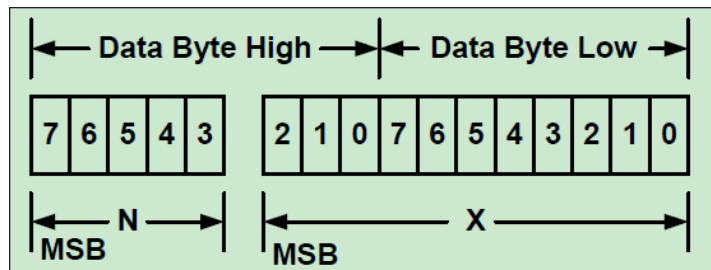 Data Byte High Data Byte Low
7 6 5 4 3 2 1 0 7 6 5 4 3 2 1 0
N X
MSB MSB